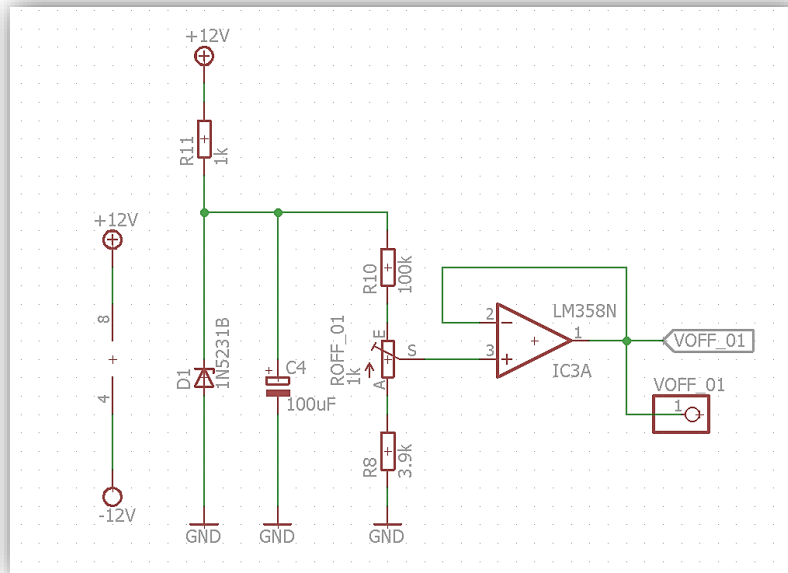 +12V
R11
1k
+12V
8
4
-12V
D1
1N5231B
+
C4
100uF
R10
100k
ROFF_01
1k
E
S
A
R8
3.9k
GND
GND
GND
2
3
1
LM358N
IC3A
VOFF_01
VOFF_01
1